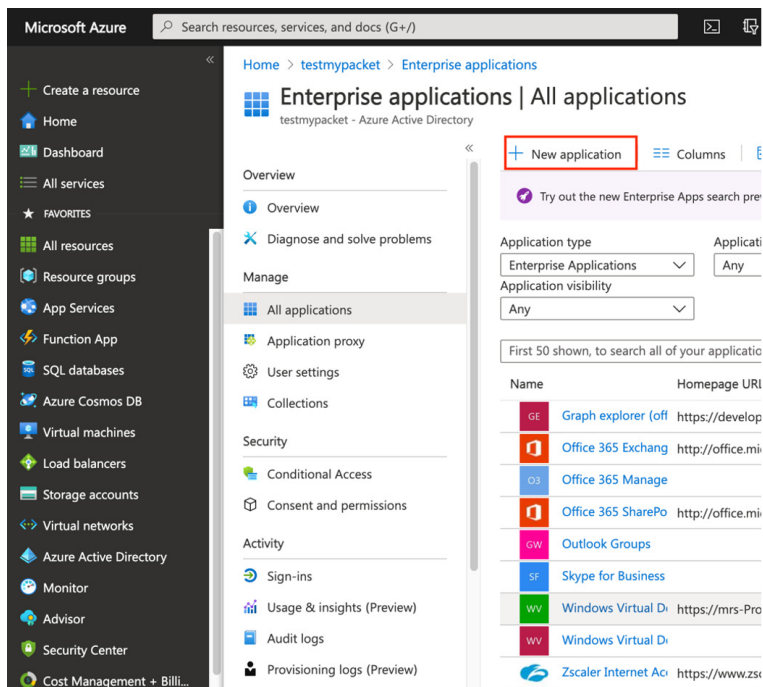 Microsoft Azure
Search resources, services, and docs (G+/)
Create a resource
Home
Dashboard
All services
FAVORITES
All resources
Resource groups
App Services
Function App
SQL databases
Azure Cosmos DB
Virtual machines
Load balancers
Storage accounts
Virtual networks
Azure Active Directory
Monitor
Advisor
Security Center
Cost Management + Billi...
Home > testmypacket > Enterprise applications
Enterprise applications | All applications
testmypacket - Azure Active Directory
Overview
Overview
Diagnose and solve problems
Manage
All applications
Application proxy
User settings
Collections
Security
Conditional Access
Consent and permissions
Activity
Sign-ins
Usage & insights (Preview)
Audit logs
Provisioning logs (Preview)
New application Columns
Try out the new Enterprise Apps search pre
Application type Applicati
Enterprise Applications Any
Application visibility
Any
First 50 shown, to search all of your applicatio
Name Homepage URL
GE Graph explorer (off https://develop
Office 365 Exchang http://office.mi
O3 Office 365 Manage
Office 365 SharePo http://office.mi
GW Outlook Groups
SF Skype for Business
WV Windows Virtual De https://mrs-Pro
WV Windows Virtual De
Zscaler Internet Acc https://www.zsc